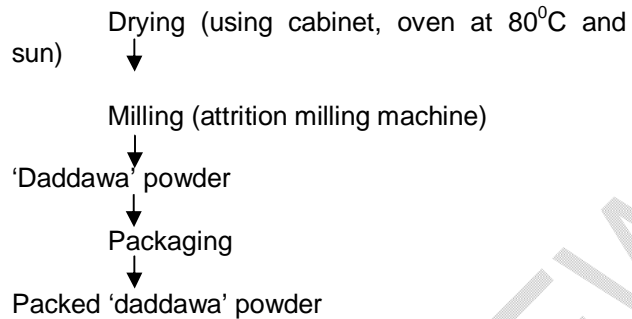 Drying (using cabinet, oven at 80⁰C and
sun)
Milling (attrition milling machine)
‘Daddawa’ powder
Packaging
Packed ‘daddawa’ powder